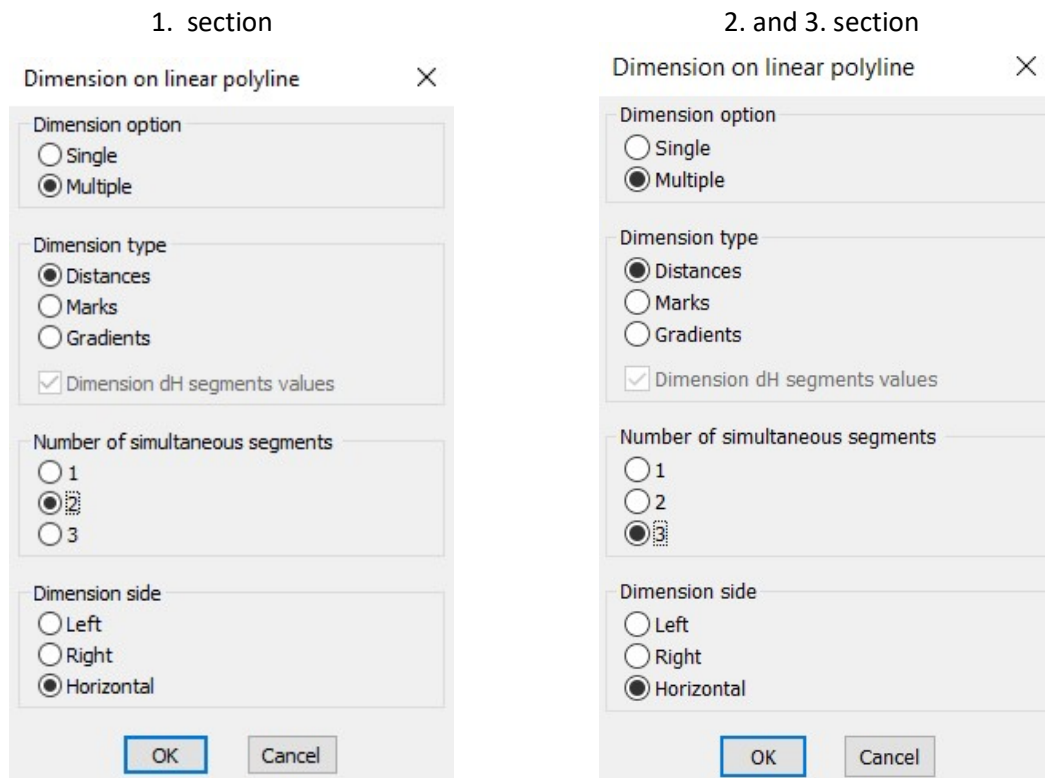 1. section
Dimension on linear polyline
Dimension option
Single
Multiple
Dimension type
Distances
Marks
Gradients
Dimension dH segments values
Number of simultaneous segments
1
2
3
Dimension side
Left
Right
Horizontal
OK Cancel
2. and 3. section
Dimension on linear polyline
Dimension option
Single
Multiple
Dimension type
Distances
Marks
Gradients
Dimension dH segments values
Number of simultaneous segments
1
2
3
Dimension side
Left
Right
Horizontal
OK Cancel